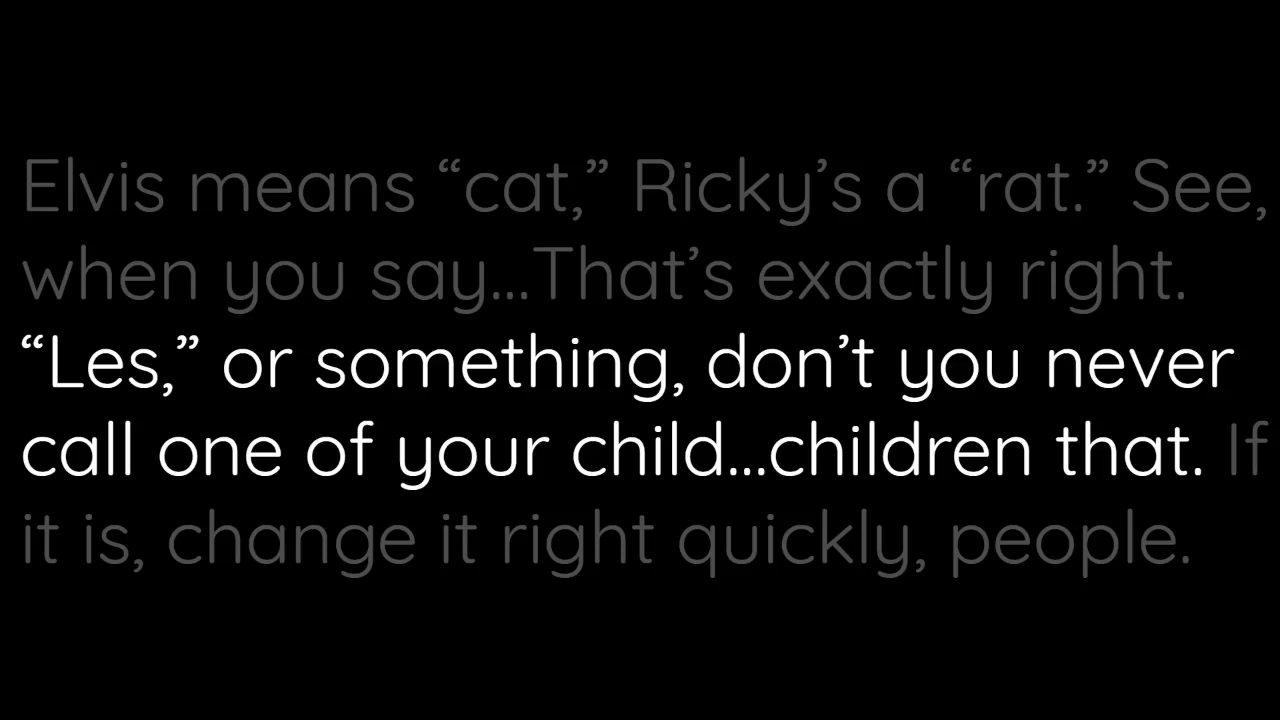 Elvis means “cat,” Ricky’s a “rat.” See,
when you say...That’s exactly right.
“Les,” or something, don’t you never
call one of your child...children that. If
it is, change it right quickly, people.